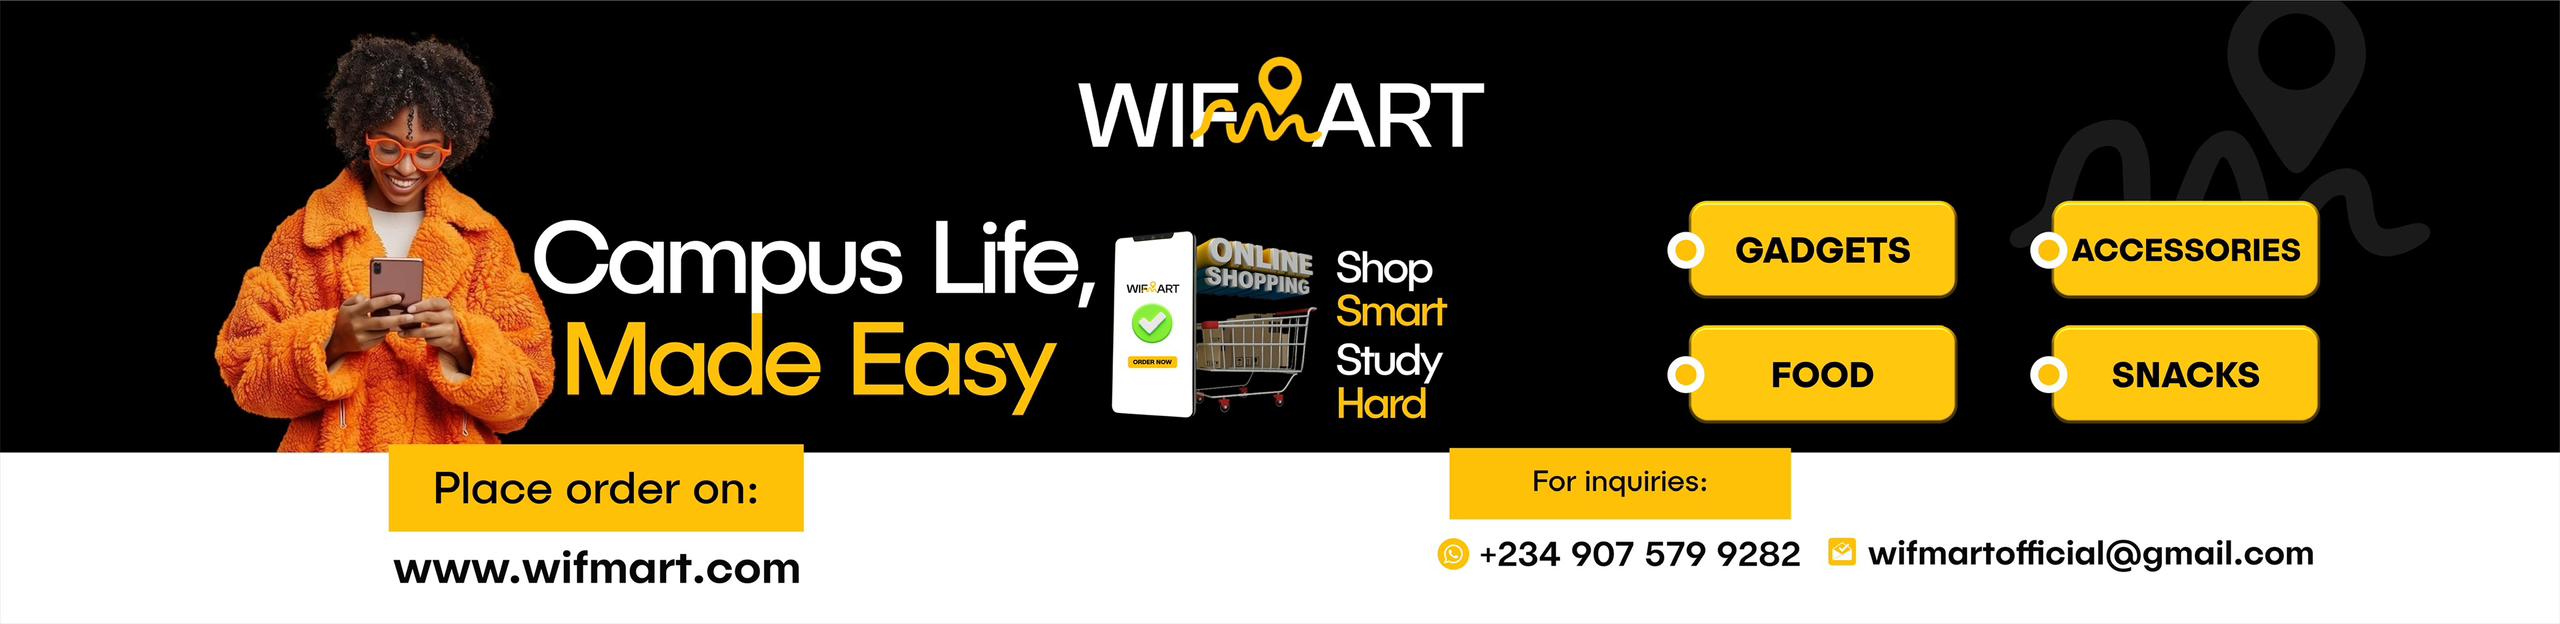 WIFMART
Campus Life,
Made Easy
WIFMART
ORDER NOW
ONLINE
SHOPPING
Shop
Smart
Study
Hard
GADGETS
ACCESSORIES
FOOD
SNACKS
Place order on:
www.wifmart.com
For inquiries:
+234 907 579 9282
wifmartofficial@gmail.com